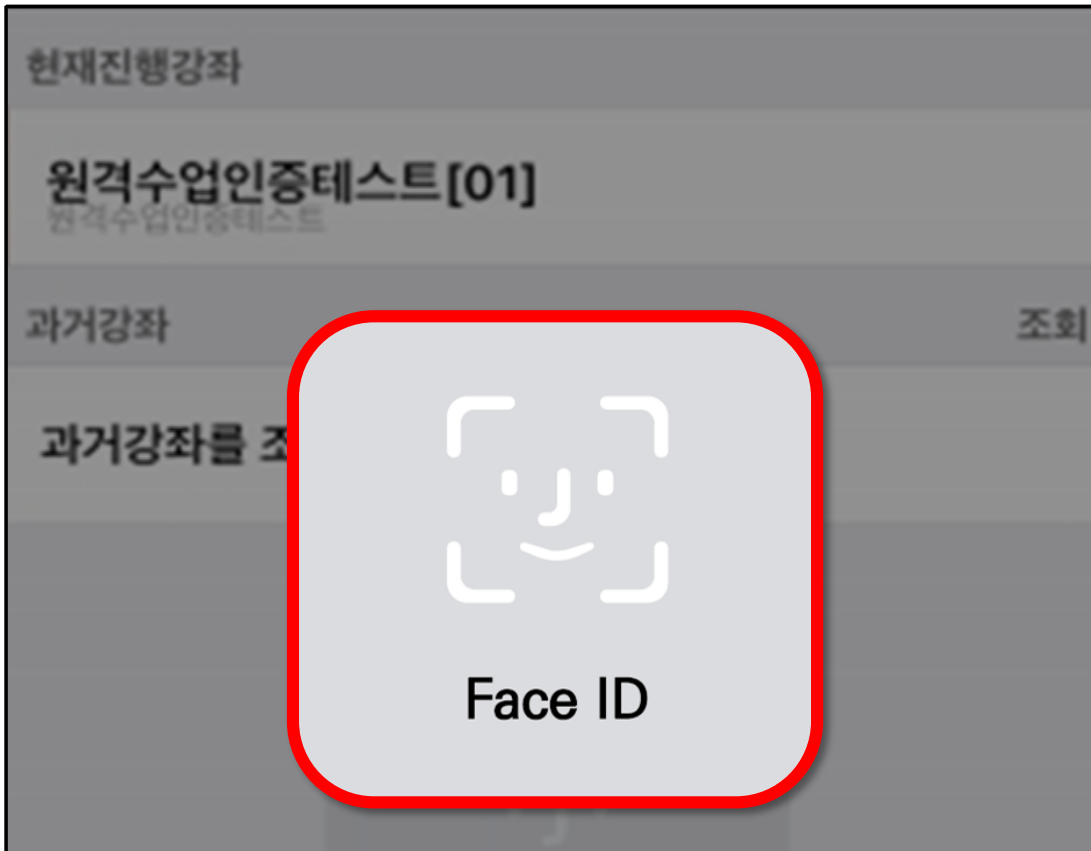 현재진행강좌
원격수업인증테스트[01]
원격수업인증테스트
과거강좌 조회
과거강좌를 조
Face ID